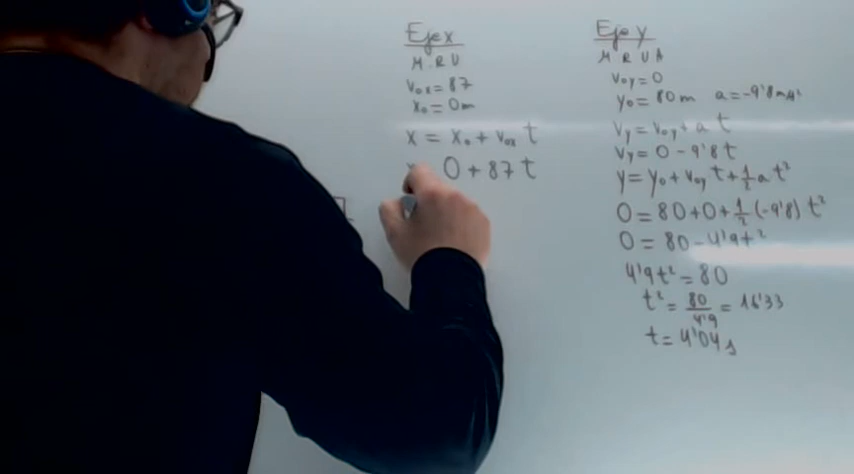 Eje x
M.R.U
v₀ₓ = 87
x₀ = 0m
x = x₀ + v₀ₓ t
0 + 87 t
Eje y
M R U A
v₀y = 0
y₀ = 80 m a = -9'8 m/s²
Vy = v₀y + a t
Vy = 0 - 9'8 t
y = y₀ + v₀y t + ½ a t²
0 = 80 + 0 + ½ (-9'8) t²
0 = 80 - 4'9 t²
4'9 t² = 80
t² = 80/4'9 = 16'33
t = 4'04 s